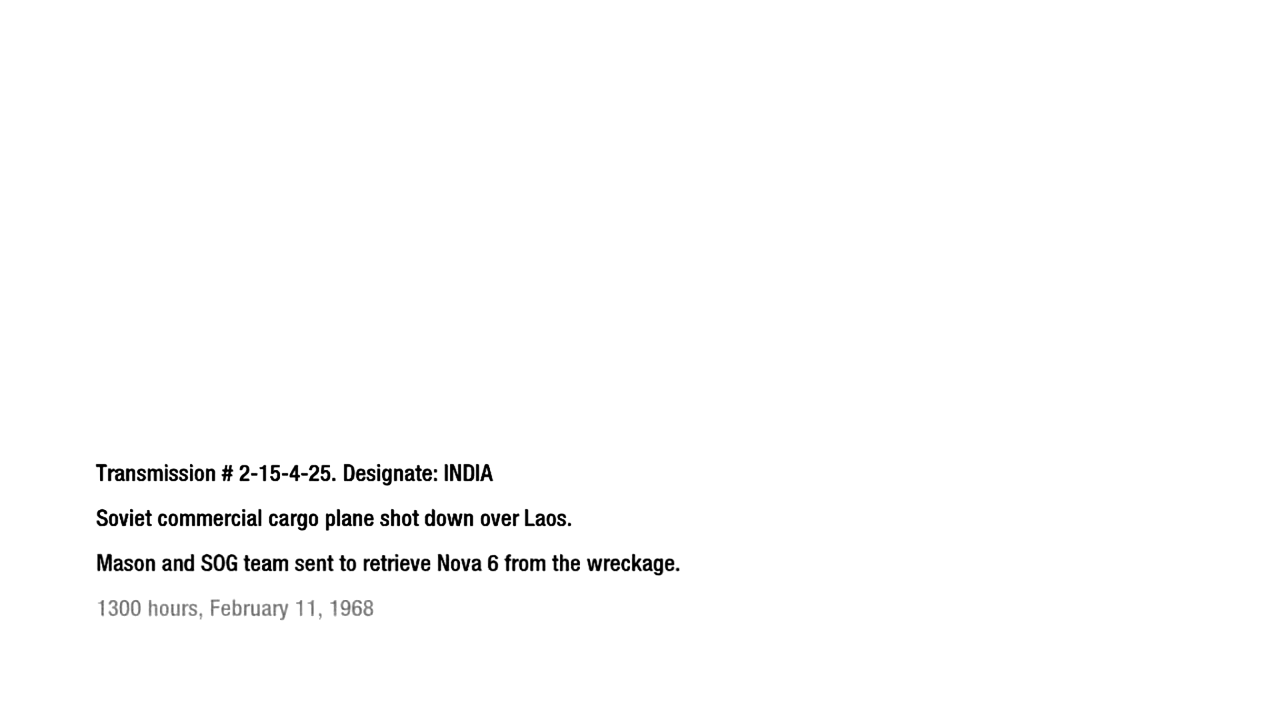 Transmission # 2-15-4-25. Designate: INDIA
Soviet commercial cargo plane shot down over Laos.
Mason and SOG team sent to retrieve Nova 6 from the wreckage.
1300 hours, February 11, 1968